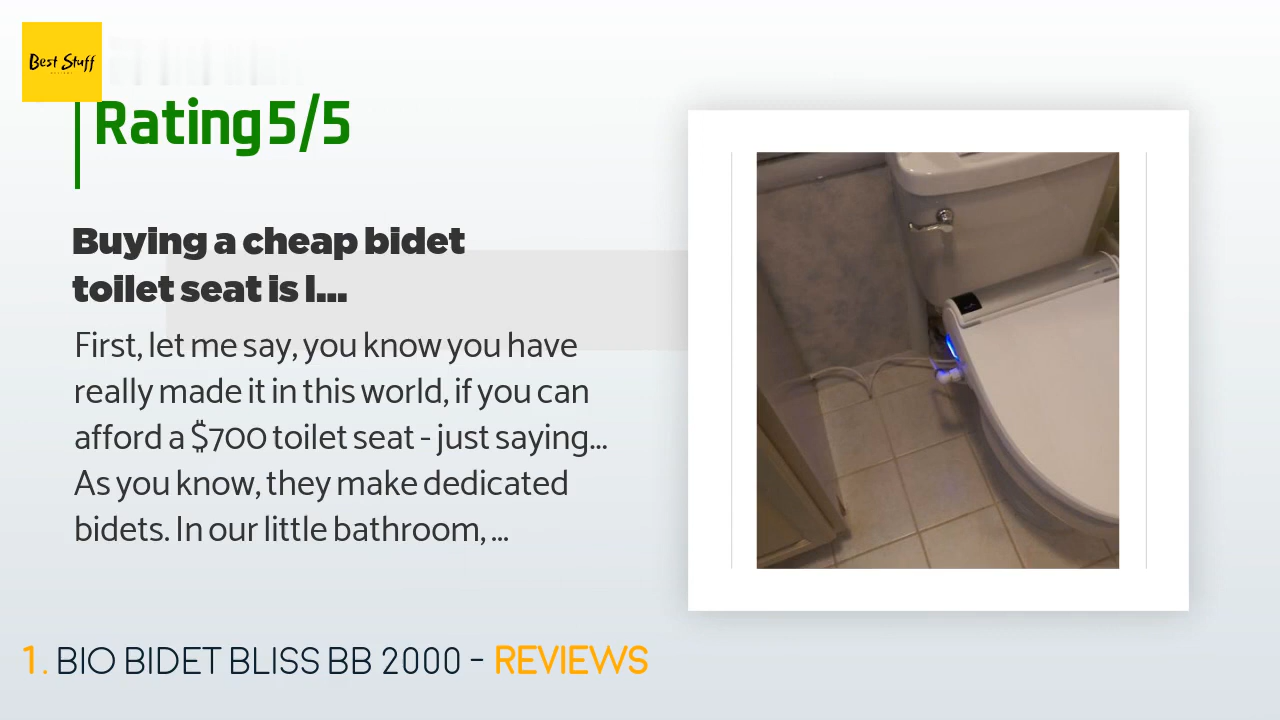 Best Stuff
Rating 5/5
Buying a cheap bidet
toilet seat is l...
First, let me say, you know you have
really made it in this world, if you can
afford a $700 toilet seat - just saying...
As you know, they make dedicated
bidets. In our little bathroom, ...
1. BIO BIDET BLISS BB 2000 - REVIEWS